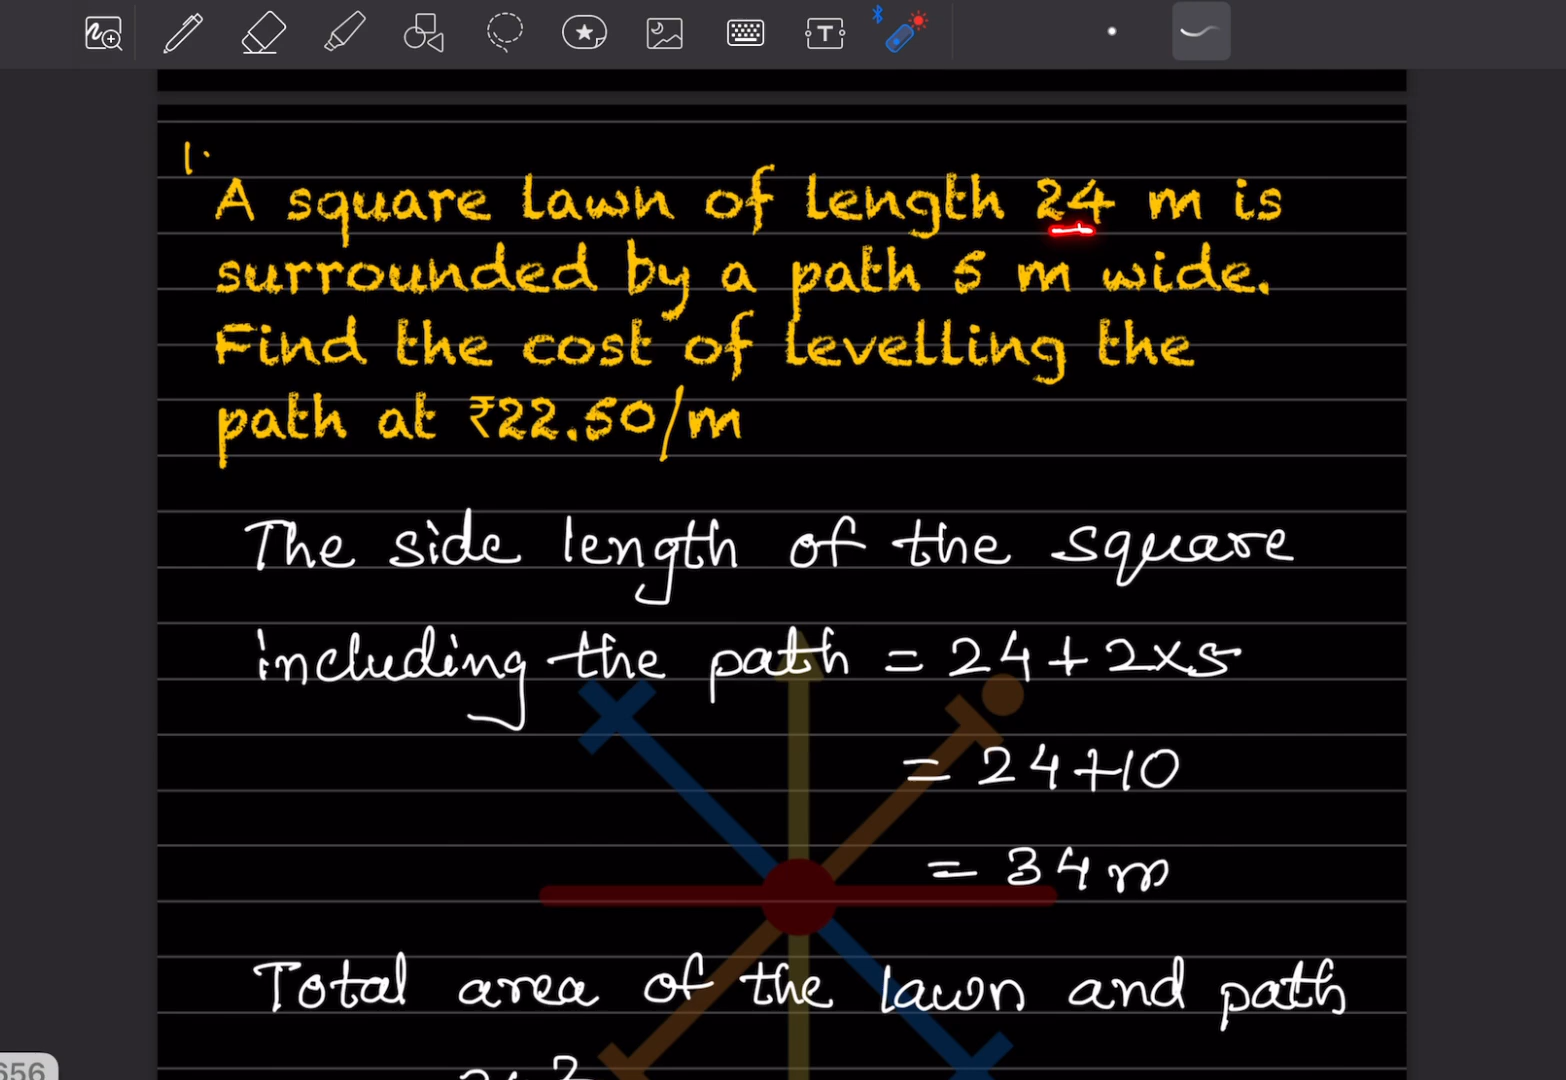 1.
A square lawn of length 24 m is
surrounded by a path 5 m wide.
Find the cost of levelling the
path at ₹22.50/m
The side length of the square
including the path = 24 + 2×5
= 24+10
= 34 m
Total area of the lawn and path
656